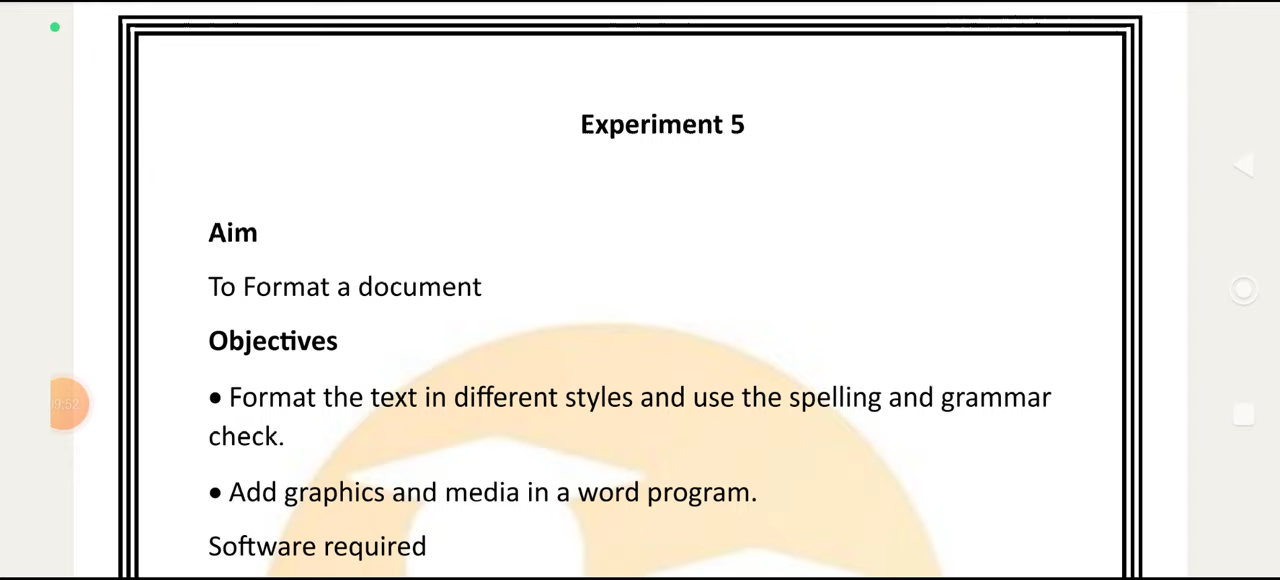 Experiment 5
Aim
To Format a document
Objectives
• Format the text in different styles and use the spelling and grammar
check.
• Add graphics and media in a word program.
Software required